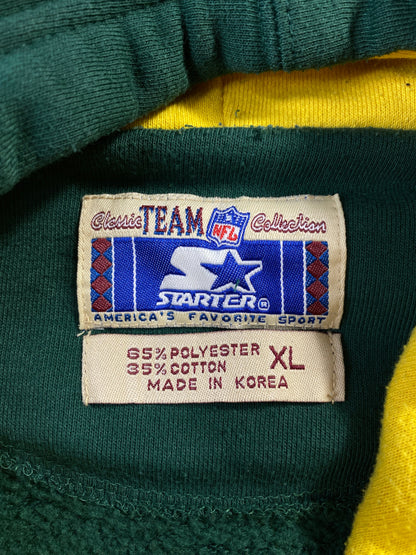 Classic TEAM NFL Collection
STARTER®
AMERICA'S FAVORITE SPORT
65% POLYESTER
35% COTTON
XL
MADE IN KOREA